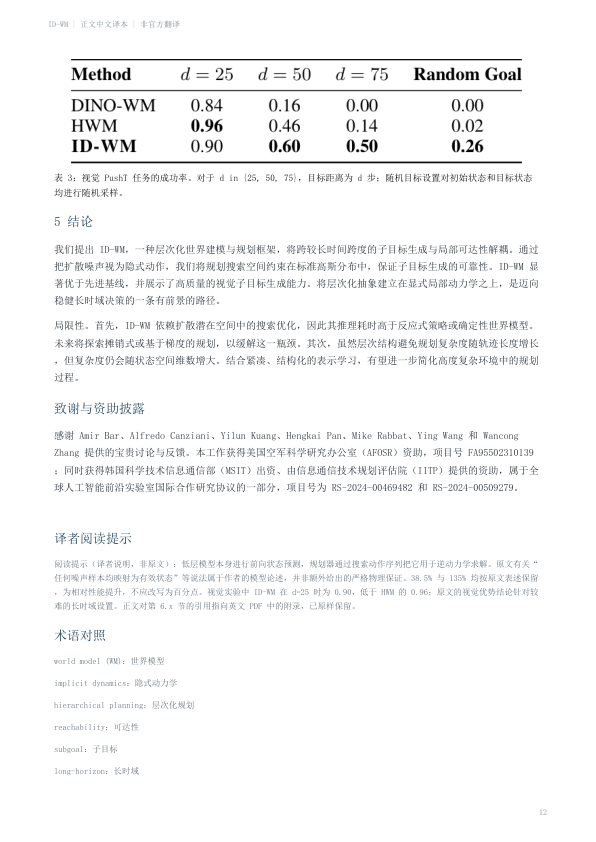 ID-WM | 正文中文译本 | 非官方翻译
Method d = 25 d = 50 d = 75 Random Goal
DINO-WM 0.84 0.16 0.00 0.00
HWM 0.96 0.46 0.14 0.02
ID-WM 0.90 0.60 0.50 0.26
表 3：视觉 PushT 任务的成功率。对于 d in {25, 50, 75}，目标距离为 d 步；随机目标设置对初始状态和目标状态
均进行随机采样。
5 结论
我们提出 ID-WM，一种层次化世界建模与规划框架，将跨较长时间跨度的子目标生成与局部可达性解耦。通过
把扩散噪声视为隐式动作，我们将规划搜索空间约束在标准高斯分布中，保证子目标生成的可靠性。ID-WM 显
著优于先进基线，并展示了高质量的视觉子目标生成能力。将层次化抽象建立在显式局部动力学之上，是迈向
稳健长时域决策的一条有前景的路径。
局限性。首先，ID-WM 依赖扩散潜在空间中的搜索优化，因此其推理耗时高于反应式策略或确定性世界模型。
未来将探索摊销式或基于梯度的规划，以缓解这一瓶颈。其次，虽然层次结构避免规划复杂度随轨迹长度增长
，但复杂度仍会随状态空间维数增大。结合紧凑、结构化的表示学习，有望进一步简化高度复杂环境中的规划
过程。
致谢与资助披露
感谢 Amir Bar、Alfredo Canziani、Yilun Kuang、Hengkai Pan、Mike Rabbat、Ying Wang 和 Wancong
Zhang 提供的宝贵讨论与反馈。本工作获得美国空军科学研究办公室（AFOSR）资助，项目号 FA95502310139
；同时获得韩国科学技术信息通信部（MSIT）出资、由信息通信技术规划评估院（IITP）提供的资助，属于全
球人工智能前沿实验室国际合作研究协议的一部分，项目号为 RS-2024-00469482 和 RS-2024-00509279。
译者阅读提示
阅读提示（译者说明，非原文）：低层模型本身进行前向状态预测，规划器通过搜索动作序列把它用于逆动力学求解。原文有关“
任何噪声样本均映射为有效状态”等说法属于作者的模型论述，并非额外给出的严格物理保证。38.5% 与 135% 均按原文表述保留
，为相对性能提升，不应改写为百分点。视觉实验中 ID-WM 在 d=25 时为 0.90，低于 HWM 的 0.96；原文的视觉优势结论针对较
难的长时域设置。正文对第 6.x 节的引用指向英文 PDF 中的附录，已原样保留。
术语对照
world model (WM)：世界模型
implicit dynamics：隐式动力学
hierarchical planning：层次化规划
reachability：可达性
subgoal：子目标
long-horizon：长时域
12